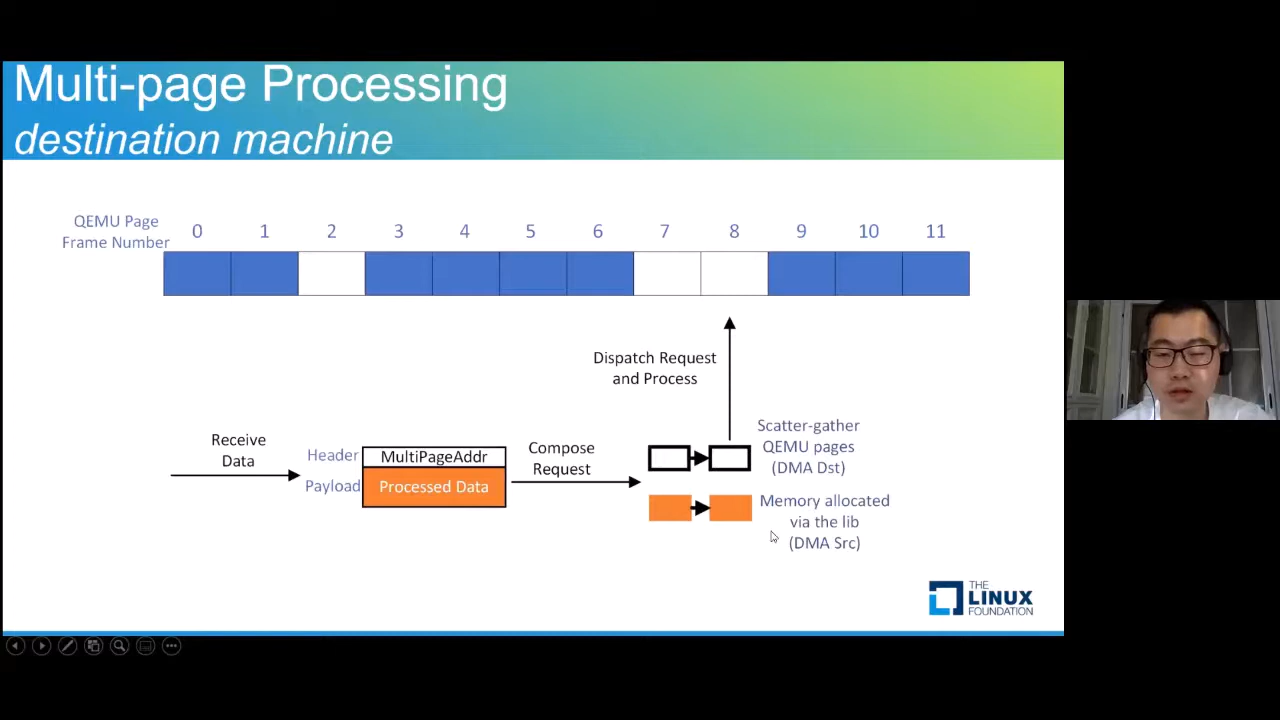 Multi-page Processing
destination machine
QEMU Page
Frame Number
0 1 2 3 4 5 6 7 8 9 10 11
Dispatch Request
and Process
Receive
Data
Header
MultiPageAddr
Payload
Processed Data
Compose
Request
Scatter-gather
QEMU pages
(DMA Dst)
Memory allocated
via the lib
(DMA Src)
THE
LINUX
FOUNDATION